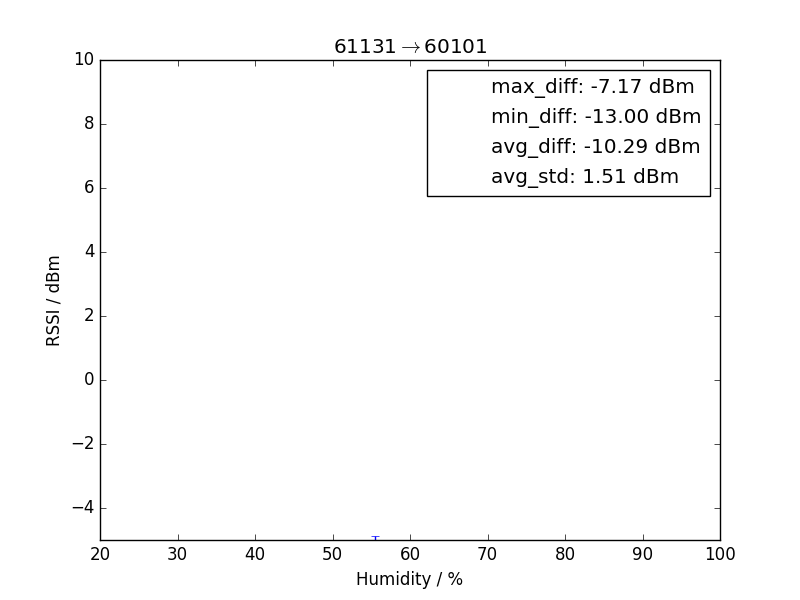 61131→60101
max_diff: -7.17 dBm
min_diff: -13.00 dBm
avg_diff: -10.29 dBm
avg_std: 1.51 dBm
RSSI / dBm
10
8
6
4
2
0
−2
−4
20 30 40 50 60 70 80 90 100
Humidity / %